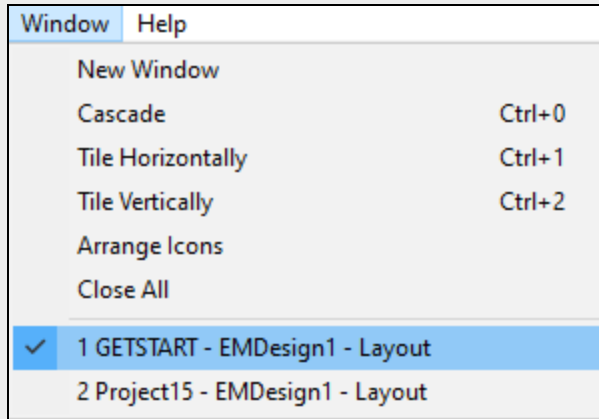 Window Help
New Window
Cascade Ctrl+0
Tile Horizontally Ctrl+1
Tile Vertically Ctrl+2
Arrange Icons
Close All
1 GETSTART - EMDesign1 - Layout
2 Project15 - EMDesign1 - Layout